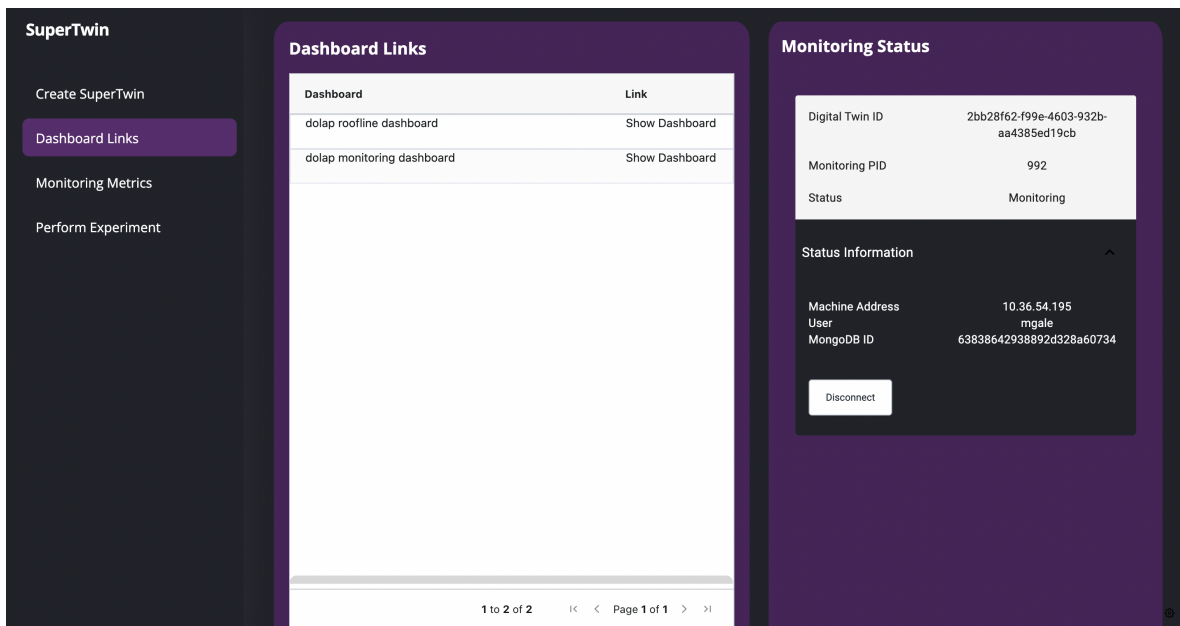 SuperTwin
Create SuperTwin
Dashboard Links
Monitoring Metrics
Perform Experiment
Dashboard Links
Dashboard Link
dolap roofline dashboard Show Dashboard
dolap monitoring dashboard Show Dashboard
1 to 2 of 2 Page 1 of 1
Monitoring Status
Digital Twin ID 2bb28f62-f99e-4603-932b-
aa4385ed19cb
Monitoring PID 992
Status Monitoring
Status Information
Machine Address 10.36.54.195
User mgale
MongoDB ID 63838642938892d328a60734
Disconnect